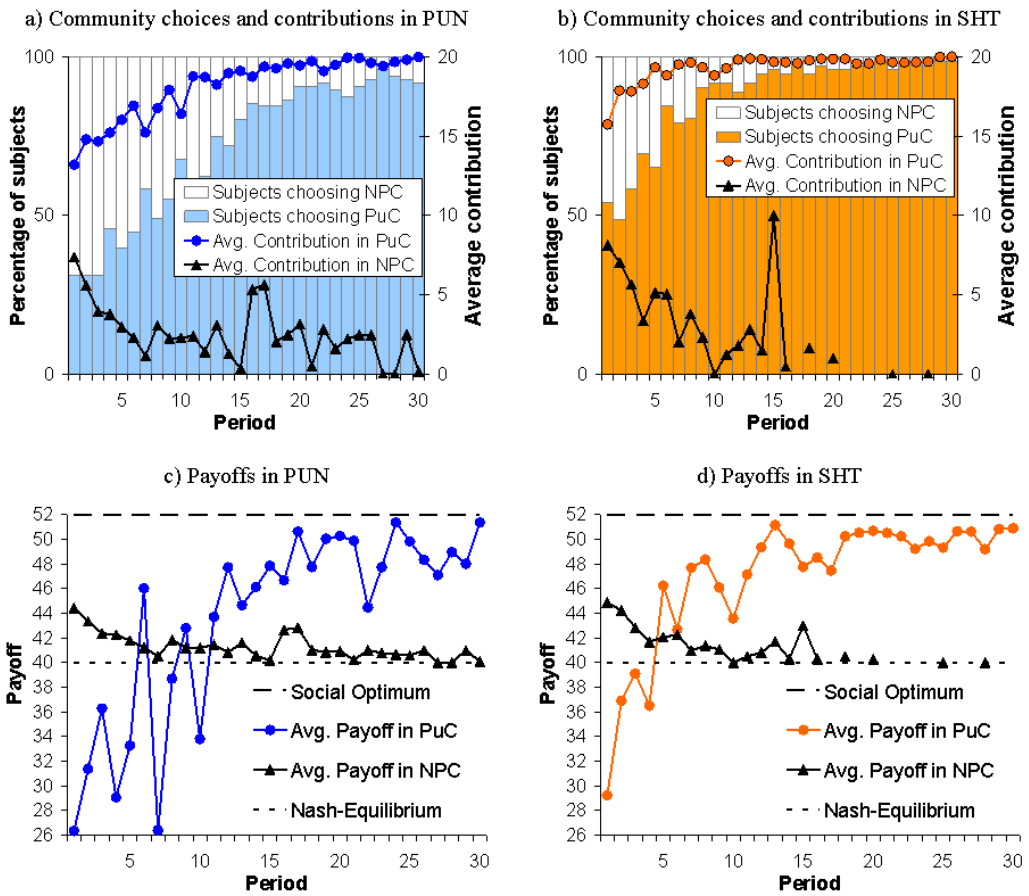 a) Community choices and contributions in PUN
100
50
0
Percentage of subjects
20
15
10
5
0
Average contribution
Subjects choosing NPC
Subjects choosing PuC
Avg. Contribution in PuC
Avg. Contribution in NPC
5 10 15 20 25 30
Period
b) Community choices and contributions in SHT
100
50
0
Percentage of subjects
20
15
10
5
0
Average contribution
Subjects choosing NPC
Subjects choosing PuC
Avg. Contribution in PuC
Avg. Contribution in NPC
5 10 15 20 25 30
Period
c) Payoffs in PUN
52
50
48
46
44
42
40
38
36
34
32
30
28
26
Payoff
Social Optimum
Avg. Payoff in PuC
Avg. Payoff in NPC
Nash-Equilibrium
5 10 15 20 25 30
Period
d) Payoffs in SHT
52
50
48
46
44
42
40
38
36
34
32
30
28
26
Payoff
Social Optimum
Avg. Payoff in PuC
Avg. Payoff in NPC
Nash-Equilibrium
5 10 15 20 25 30
Period